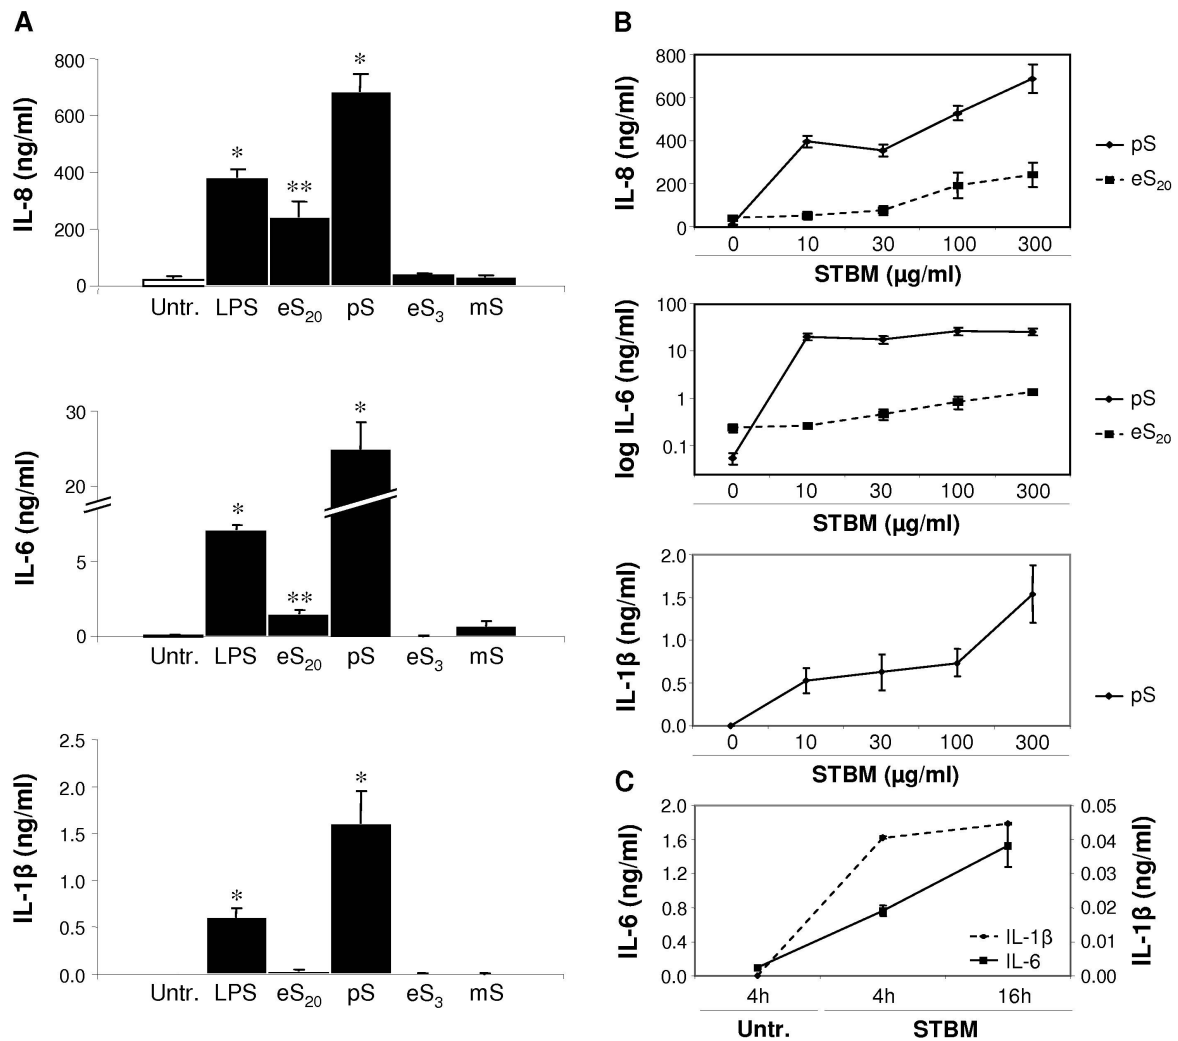 A
IL-8 (ng/ml)
800
600
400
200
0
*
**
*
Untr. LPS eS20 pS eS3 mS
IL-6 (ng/ml)
30
20
5
0
*
**
*
Untr. LPS eS20 pS eS3 mS
IL-1β (ng/ml)
2.5
2.0
1.5
1.0
0.5
0.0
*
*
Untr. LPS eS20 pS eS3 mS
B
IL-8 (ng/ml)
800
600
400
200
0
0 10 30 100 300
STBM (µg/ml)
pS
eS20
log IL-6 (ng/ml)
100
10
1
0.1
0 10 30 100 300
STBM (µg/ml)
pS
eS20
IL-1β (ng/ml)
2.0
1.5
1.0
0.5
0.0
0 10 30 100 300
STBM (µg/ml)
pS
C
IL-6 (ng/ml)
2.0
1.6
1.2
0.8
0.4
0.0
0.05
0.04
0.03
0.02
0.01
0.00
IL-1β (ng/ml)
IL-1β
IL-6
4h 4h 16h
Untr. STBM